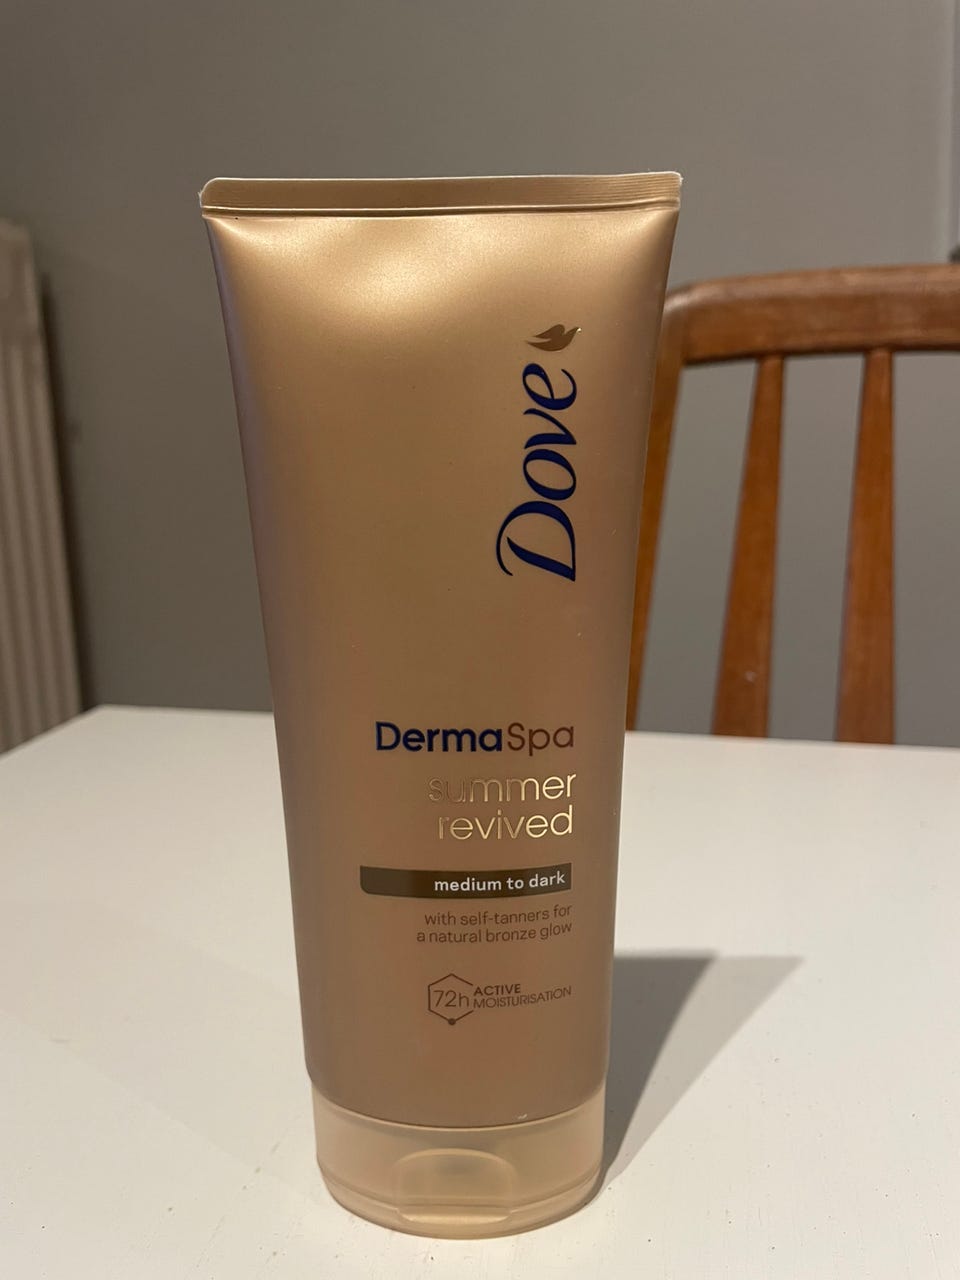 Dove
DermaSpa
summer
revived
medium to dark
with self-tanners for
a natural bronze glow
72h ACTIVE
MOISTURISATION